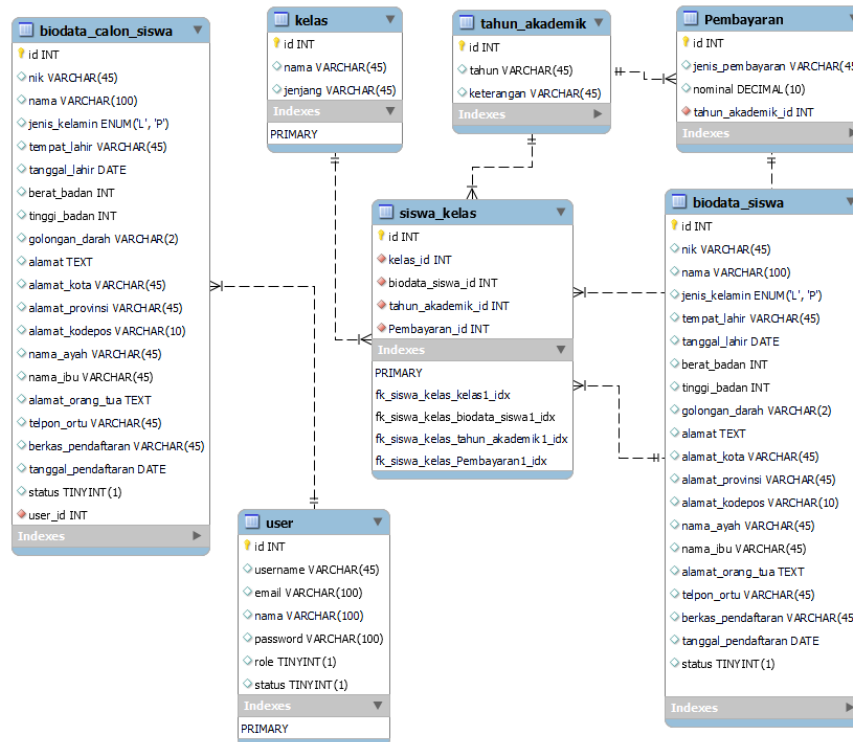 biodata_calon_siswa
id INT
nik VARCHAR(45)
nama VARCHAR(100)
jenis_kelamin ENUM('L', 'P')
tempat_lahir VARCHAR(45)
tanggal_lahir DATE
berat_badan INT
tinggi_badan INT
golongan_darah VARCHAR(2)
alamat TEXT
alamat_kota VARCHAR(45)
alamat_provinsi VARCHAR(45)
alamat_kodepos VARCHAR(10)
nama_ayah VARCHAR(45)
nama_ibu VARCHAR(45)
alamat_orang_tua TEXT
telpon_ortu VARCHAR(45)
berkas_pendaftaran VARCHAR(45)
tanggal_pendaftaran DATE
status TINYINT(1)
user_id INT
Indexes
kelas
id INT
nama VARCHAR(45)
jenjang VARCHAR(45)
Indexes
PRIMARY
tahun_akademik
id INT
tahun VARCHAR(45)
keterangan VARCHAR(45)
Indexes
Pembayaran
id INT
jenis_pembayaran VARCHAR(45
nominal DECIMAL(10)
tahun_akademik_id INT
Indexes
siswa_kelas
id INT
kelas_id INT
biodata_siswa_id INT
tahun_akademik_id INT
Pembayaran_id INT
Indexes
PRIMARY
fk_siswa_kelas_kelas1_idx
fk_siswa_kelas_biodata_siswa1_idx
fk_siswa_kelas_tahun_akademik1_idx
fk_siswa_kelas_Pembayaran1_idx
biodata_siswa
id INT
nik VARCHAR(45)
nama VARCHAR(100)
jenis_kelamin ENUM('L', 'P')
tempat_lahir VARCHAR(45)
tanggal_lahir DATE
berat_badan INT
tinggi_badan INT
golongan_darah VARCHAR(2)
alamat TEXT
alamat_kota VARCHAR(45)
alamat_provinsi VARCHAR(45)
alamat_kodepos VARCHAR(10)
nama_ayah VARCHAR(45)
nama_ibu VARCHAR(45)
alamat_orang_tua TEXT
telpon_ortu VARCHAR(45)
berkas_pendaftaran VARCHAR(45
tanggal_pendaftaran DATE
status TINYINT(1)
Indexes
user
id INT
username VARCHAR(45)
email VARCHAR(100)
nama VARCHAR(100)
password VARCHAR(100)
role TINYINT(1)
status TINYINT(1)
Indexes
PRIMARY